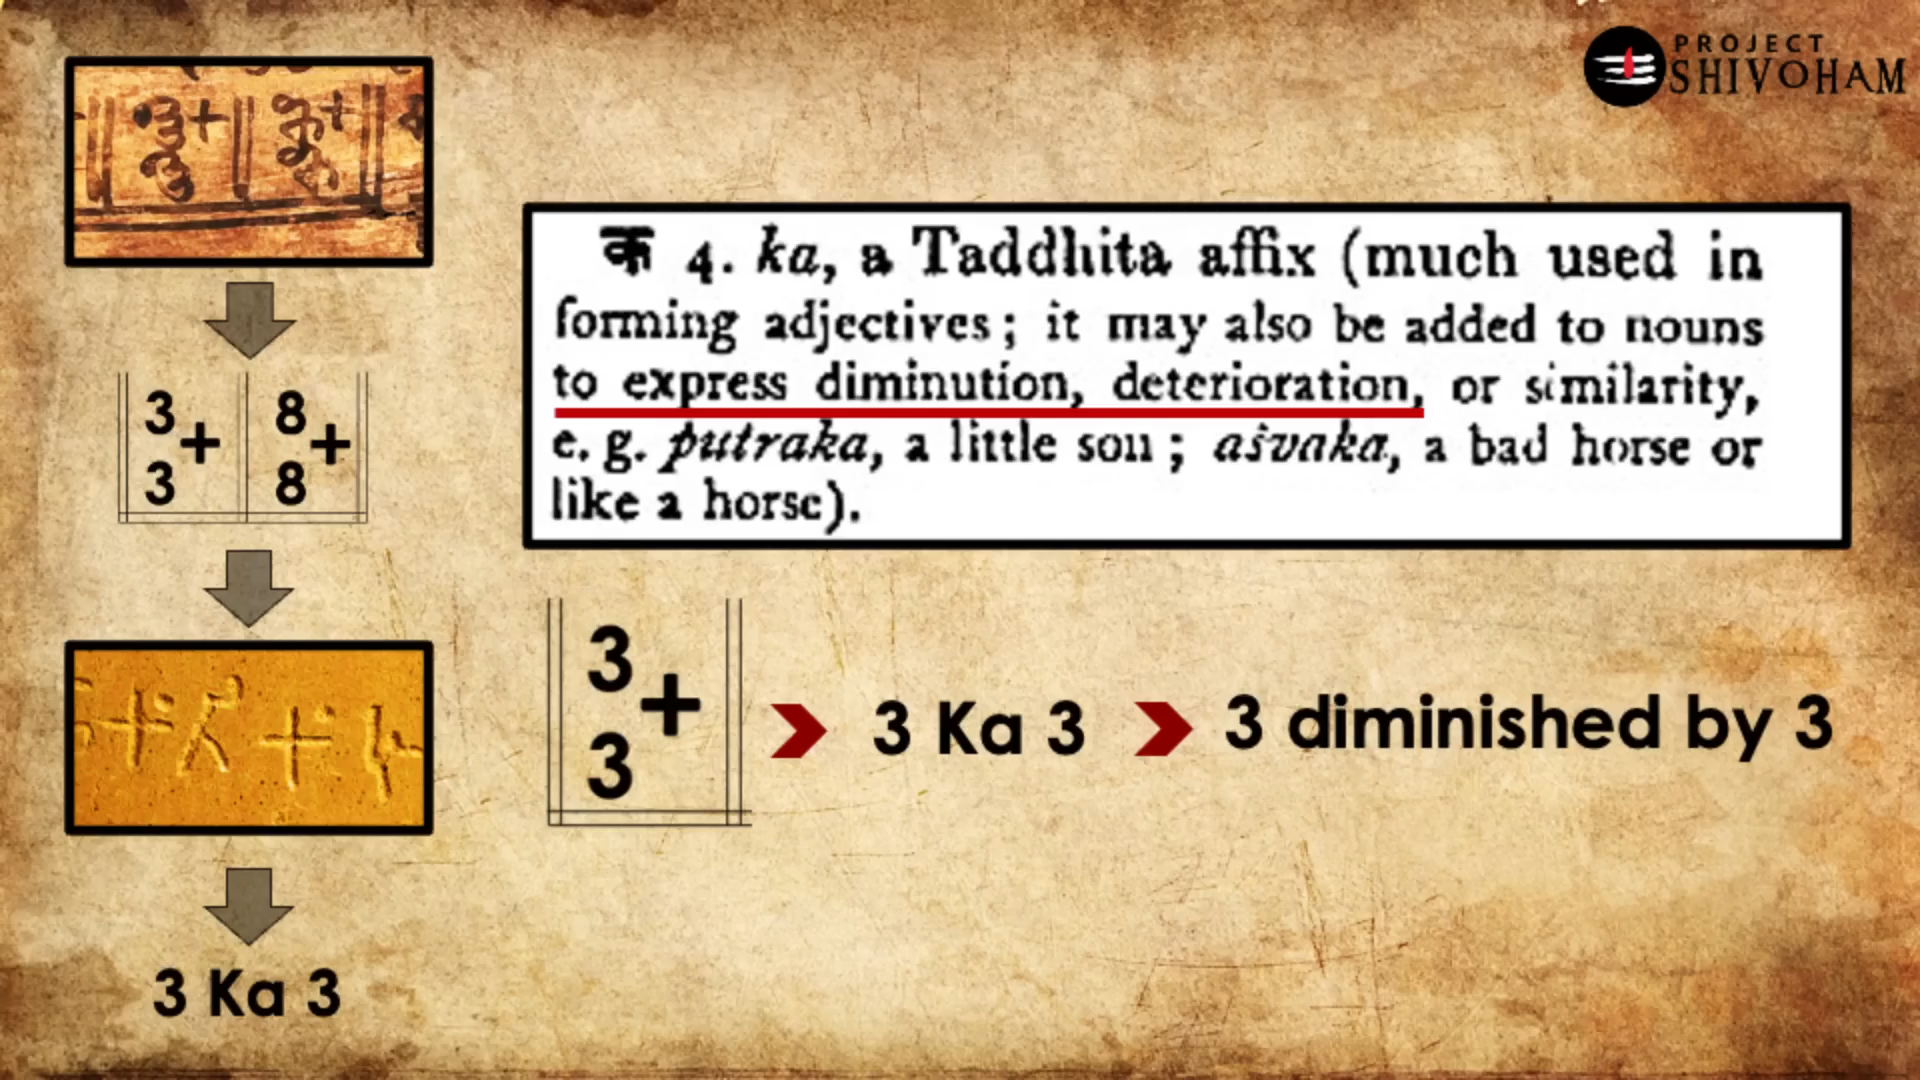 PROJECT
SHIVOHAM
3 + 8 +
3 8
3 Ka 3
क 4. ka, a Taddhita affix (much used in
forming adjectives; it may also be added to nouns
to express diminution, deterioration, or similarity,
e. g. putraka, a little son; aśvaka, a bad horse or
like a horse).
3 +
3
3 Ka 3
3 diminished by 3